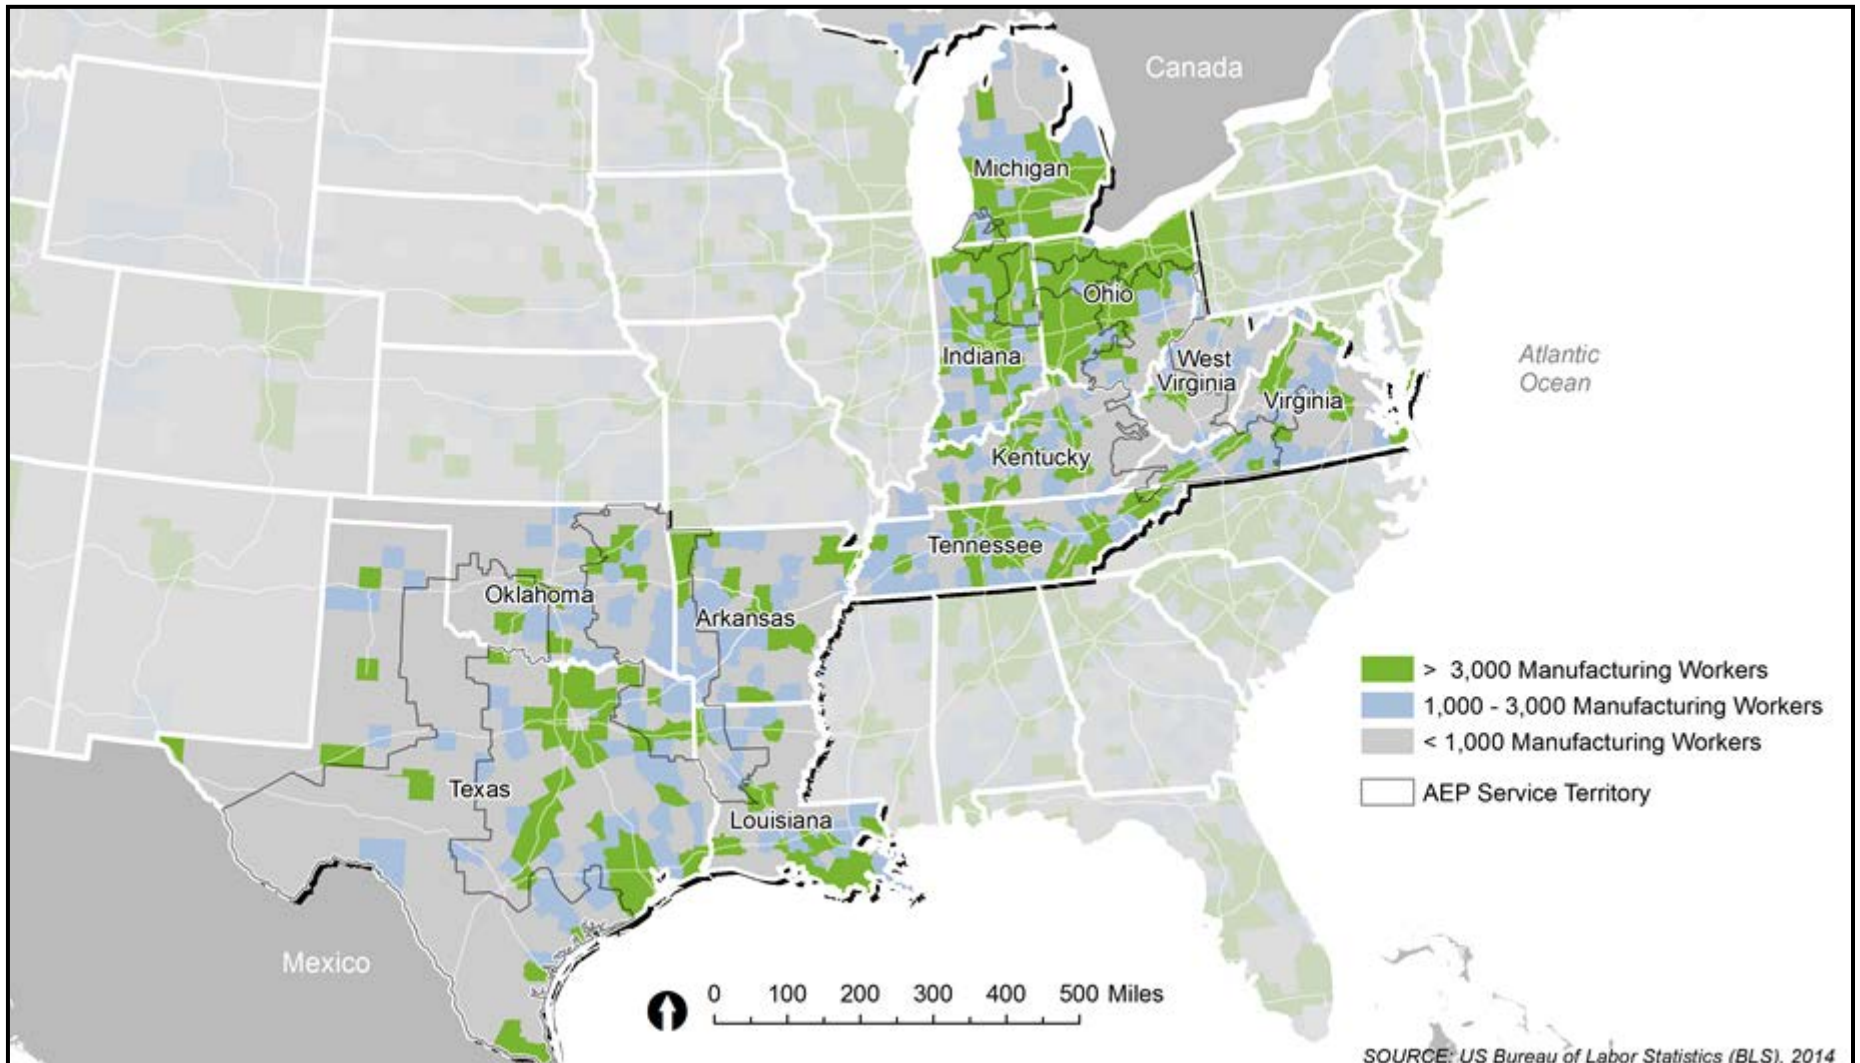 Canada
Michigan
Ohio
Indiana
West
Virginia
Virginia
Atlantic
Ocean
Kentucky
Tennessee
Oklahoma
Arkansas
Texas
Louisiana
Mexico
> 3,000 Manufacturing Workers
1,000 - 3,000 Manufacturing Workers
< 1,000 Manufacturing Workers
AEP Service Territory
0 100 200 300 400 500 Miles
SOURCE: US Bureau of Labor Statistics (BLS), 2014